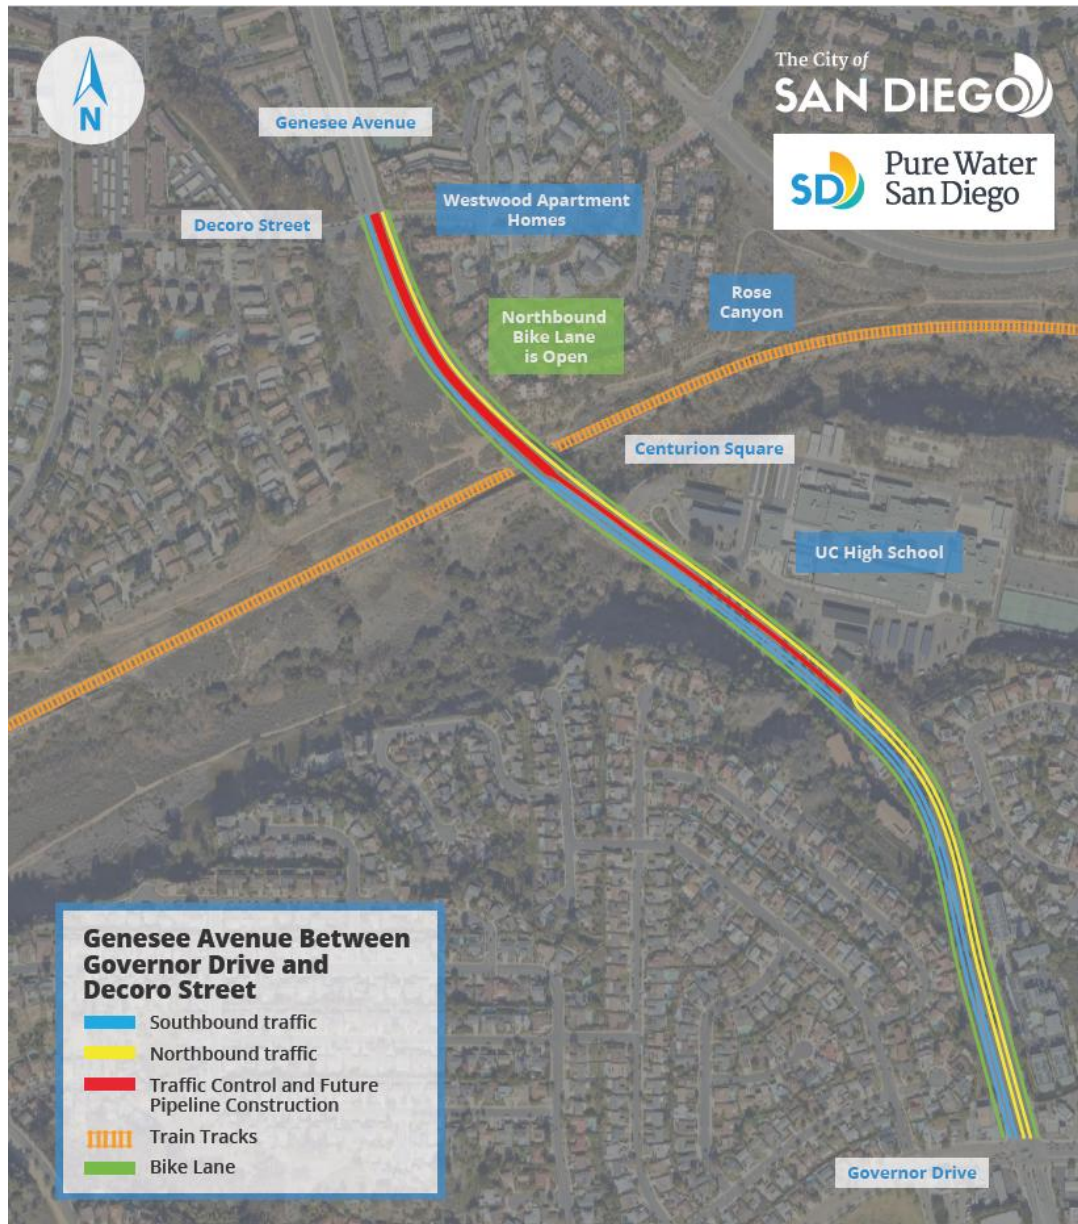 N
The City of
SAN DIEGO
SD
Pure Water
San Diego
Genesee Avenue
Decoro Street
Westwood Apartment
Homes
Northbound
Bike Lane
is Open
Rose
Canyon
Centurion Square
UC High School
Genesee Avenue Between
Governor Drive and
Decoro Street
Southbound traffic
Northbound traffic
Traffic Control and Future
Pipeline Construction
Train Tracks
Bike Lane
Governor Drive